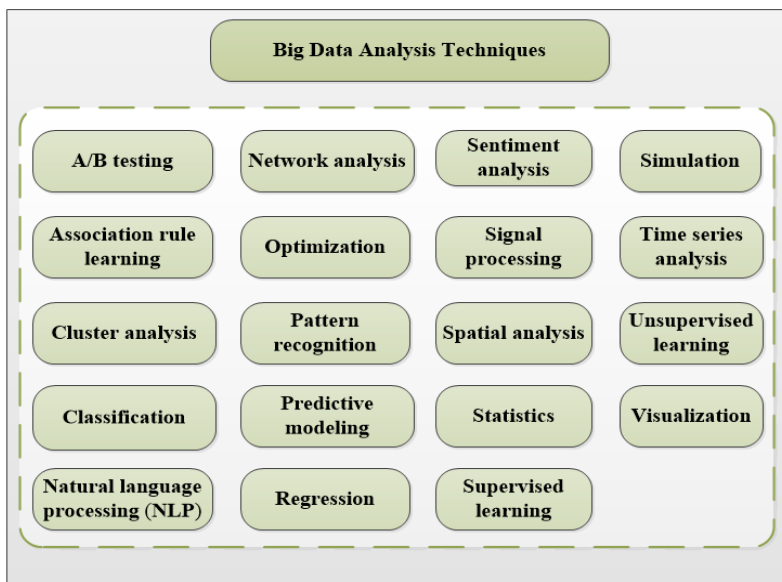 Big Data Analysis Techniques
A/B testing
Network analysis
Sentiment
analysis
Simulation
Association rule
learning
Optimization
Signal
processing
Time series
analysis
Cluster analysis
Pattern
recognition
Spatial analysis
Unsupervised
learning
Classification
Predictive
modeling
Statistics
Visualization
Natural language
processing (NLP)
Regression
Supervised
learning